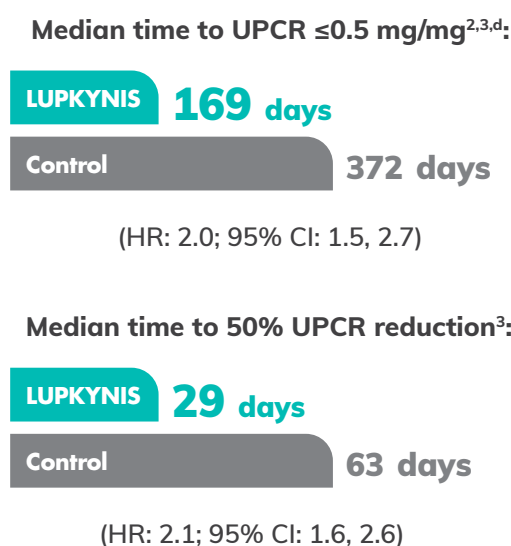 Median time to UPCR ≤0.5 mg/mg2,3,d:
LUPKYNIS 169 days
Control 372 days
(HR: 2.0; 95% CI: 1.5, 2.7)
Median time to 50% UPCR reduction3:
LUPKYNIS 29 days
Control 63 days
(HR: 2.1; 95% CI: 1.6, 2.6)